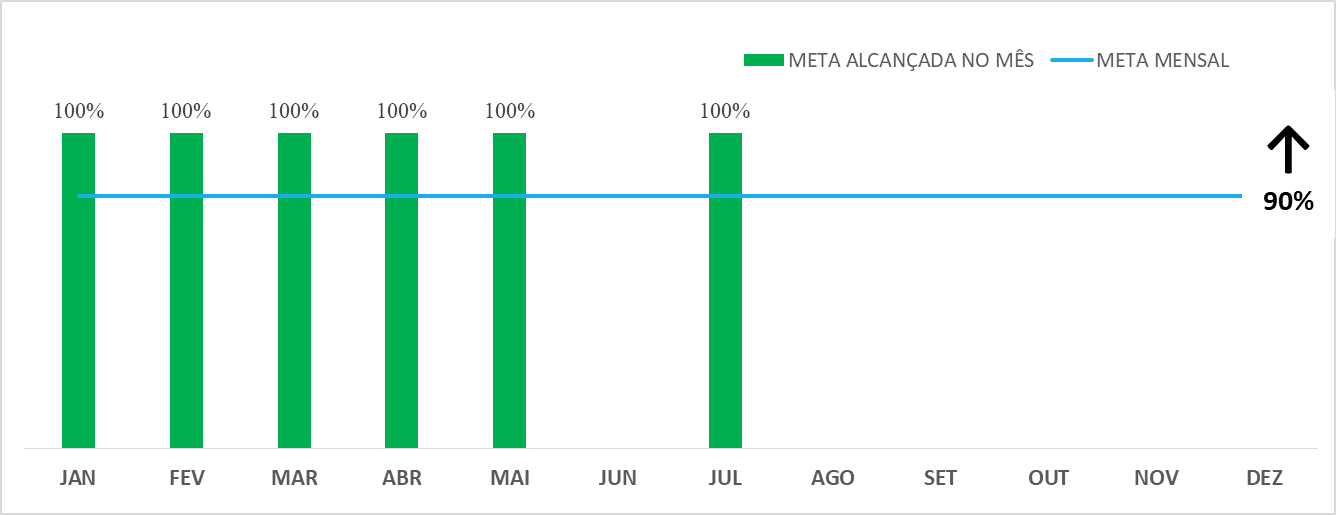 META ALCANÇADA NO MÊS META MENSAL
100% 100% 100% 100% 100% 100%
90%
JAN FEV MAR ABR MAI JUN JUL AGO SET OUT NOV DEZ